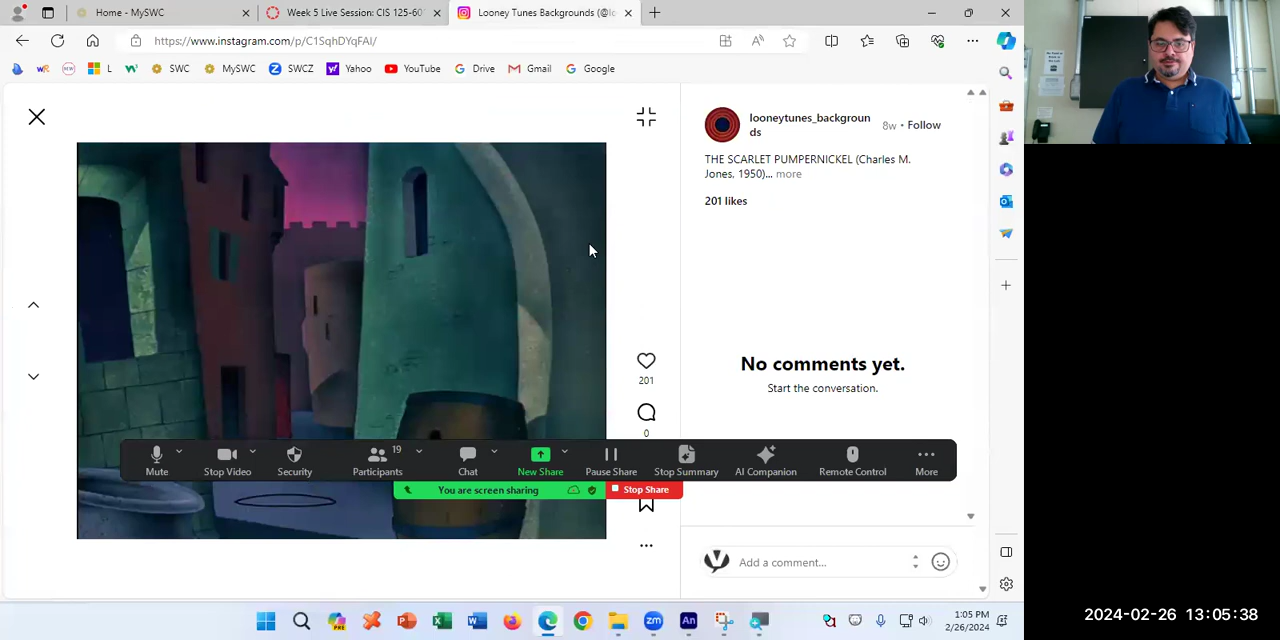 Home - MySWC
Week 5 Live Session: CIS 125-60
Looney Tunes Backgrounds (@lo
https://www.instagram.com/p/C1SqhDYqFAI/
L
SWC
MySWC
SWCZ
Yahoo
YouTube
Drive
Gmail
Google
looneytunes_backgroun
ds
8w • Follow
THE SCARLET PUMPERNICKEL (Charles M.
Jones, 1950)... more
201 likes
201
0
No comments yet.
Start the conversation.
Mute
Stop Video
Security
19
Participants
Chat
New Share
Pause Share
Stop Summary
AI Companion
Remote Control
More
You are screen sharing
Stop Share
Add a comment...
1:05 PM
2/26/2024
2024-02-26 13:05:38